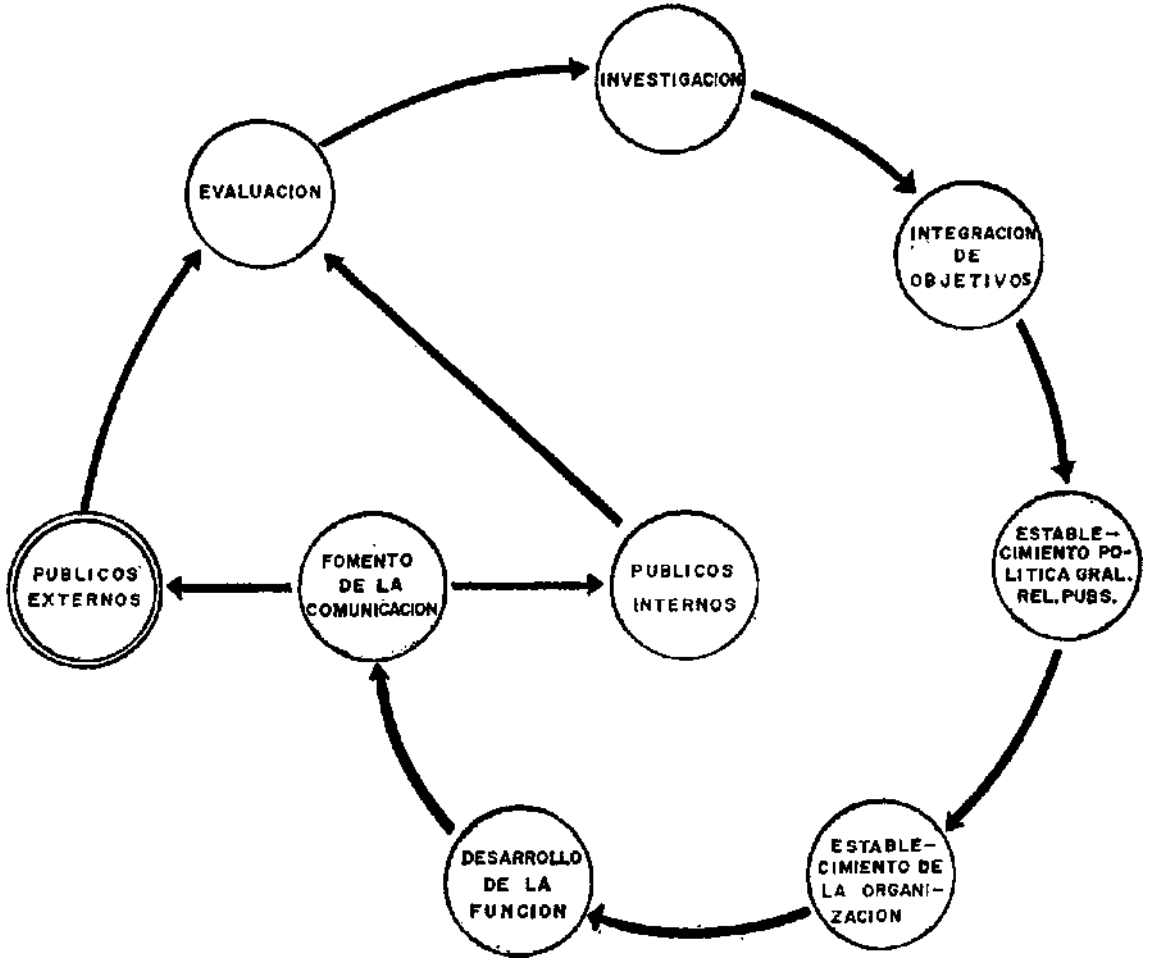 INVESTIGACION
EVALUACION
INTEGRACION
DE
OBJETIVOS
ESTABLE-
CIMIENTO PO-
LITICA GRAL.
REL. PUBS.
PUBLICOS
EXTERNOS
FOMENTO
DE LA
COMUNICACION
PUBLICOS
INTERNOS
DESARROLLO
DE LA
FUNCION
ESTABLE-
CIMIENTO DE
LA ORGANI-
ZACION